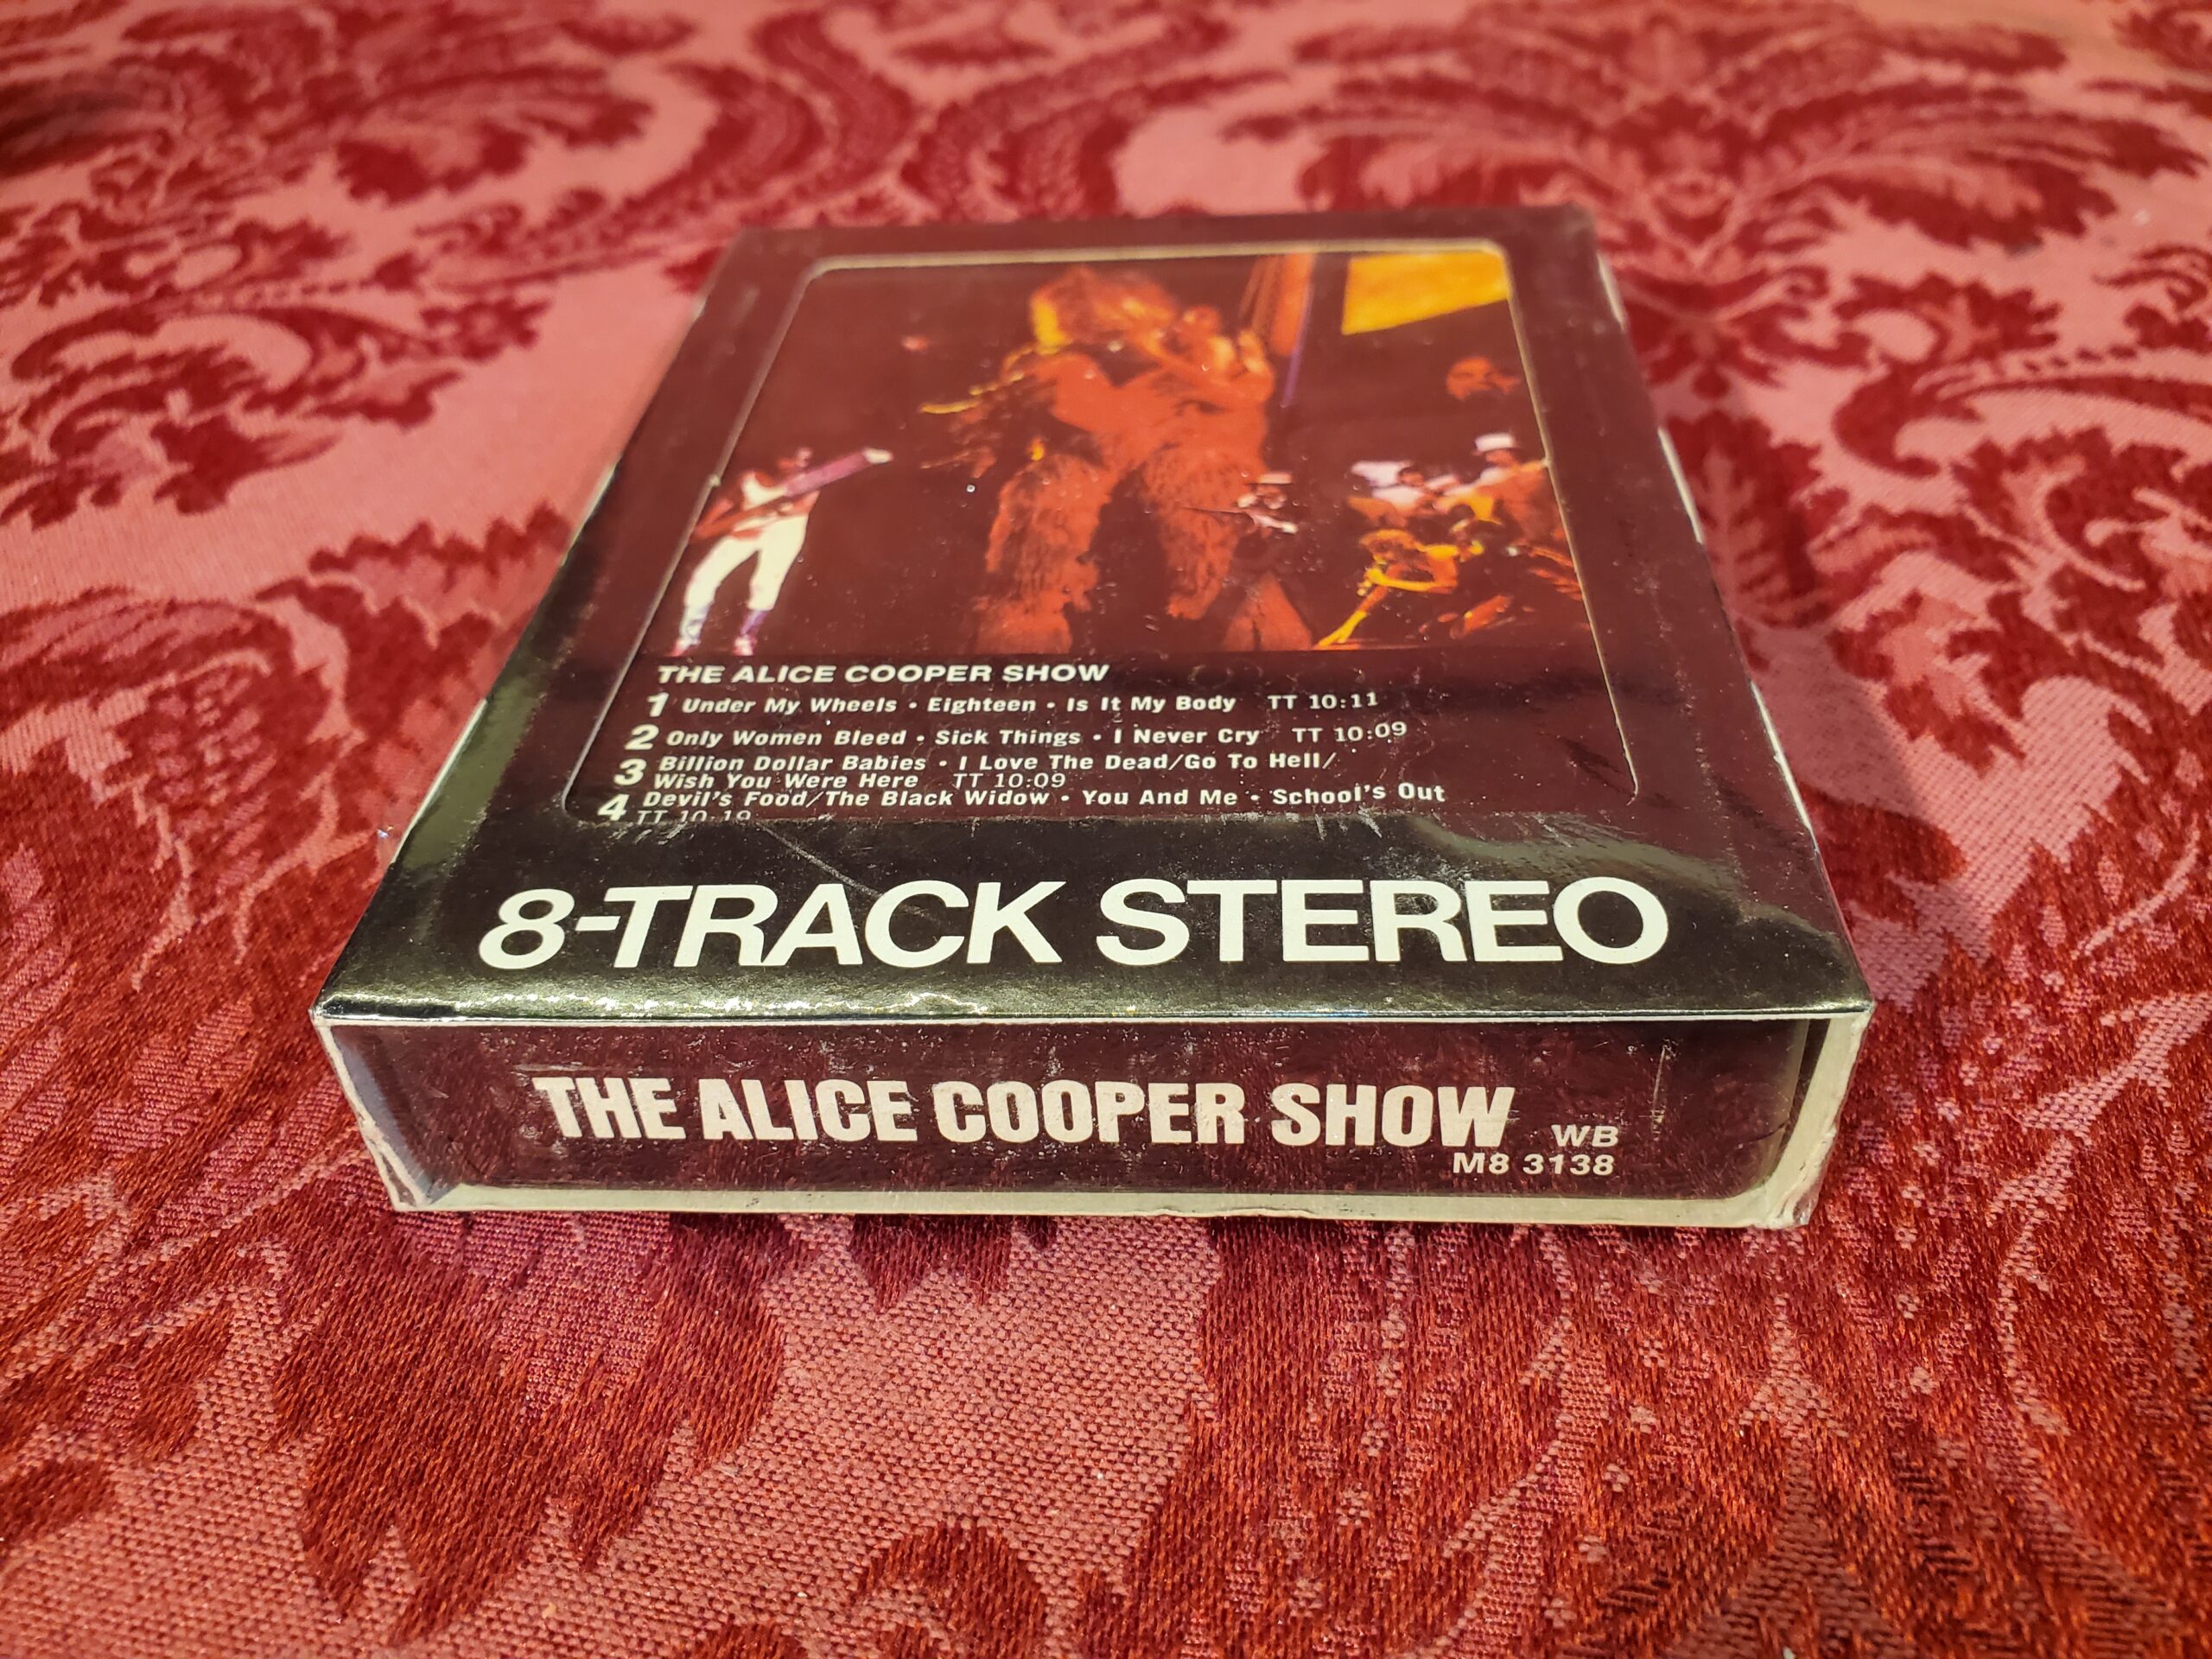 THE ALICE COOPER SHOW
1 Under My Wheels • Eighteen • Is It My Body TT 10:11
2 Only Women Bleed • Sick Things • I Never Cry TT 10:09
3 Billion Dollar Babies • I Love The Dead/Go To Hell/
Wish You Were Here TT 10:09
4 Devil's Food/The Black Widow • You And Me • School's Out
TT 10:19
8-TRACK STEREO
THE ALICE COOPER SHOW WB
M8 3138